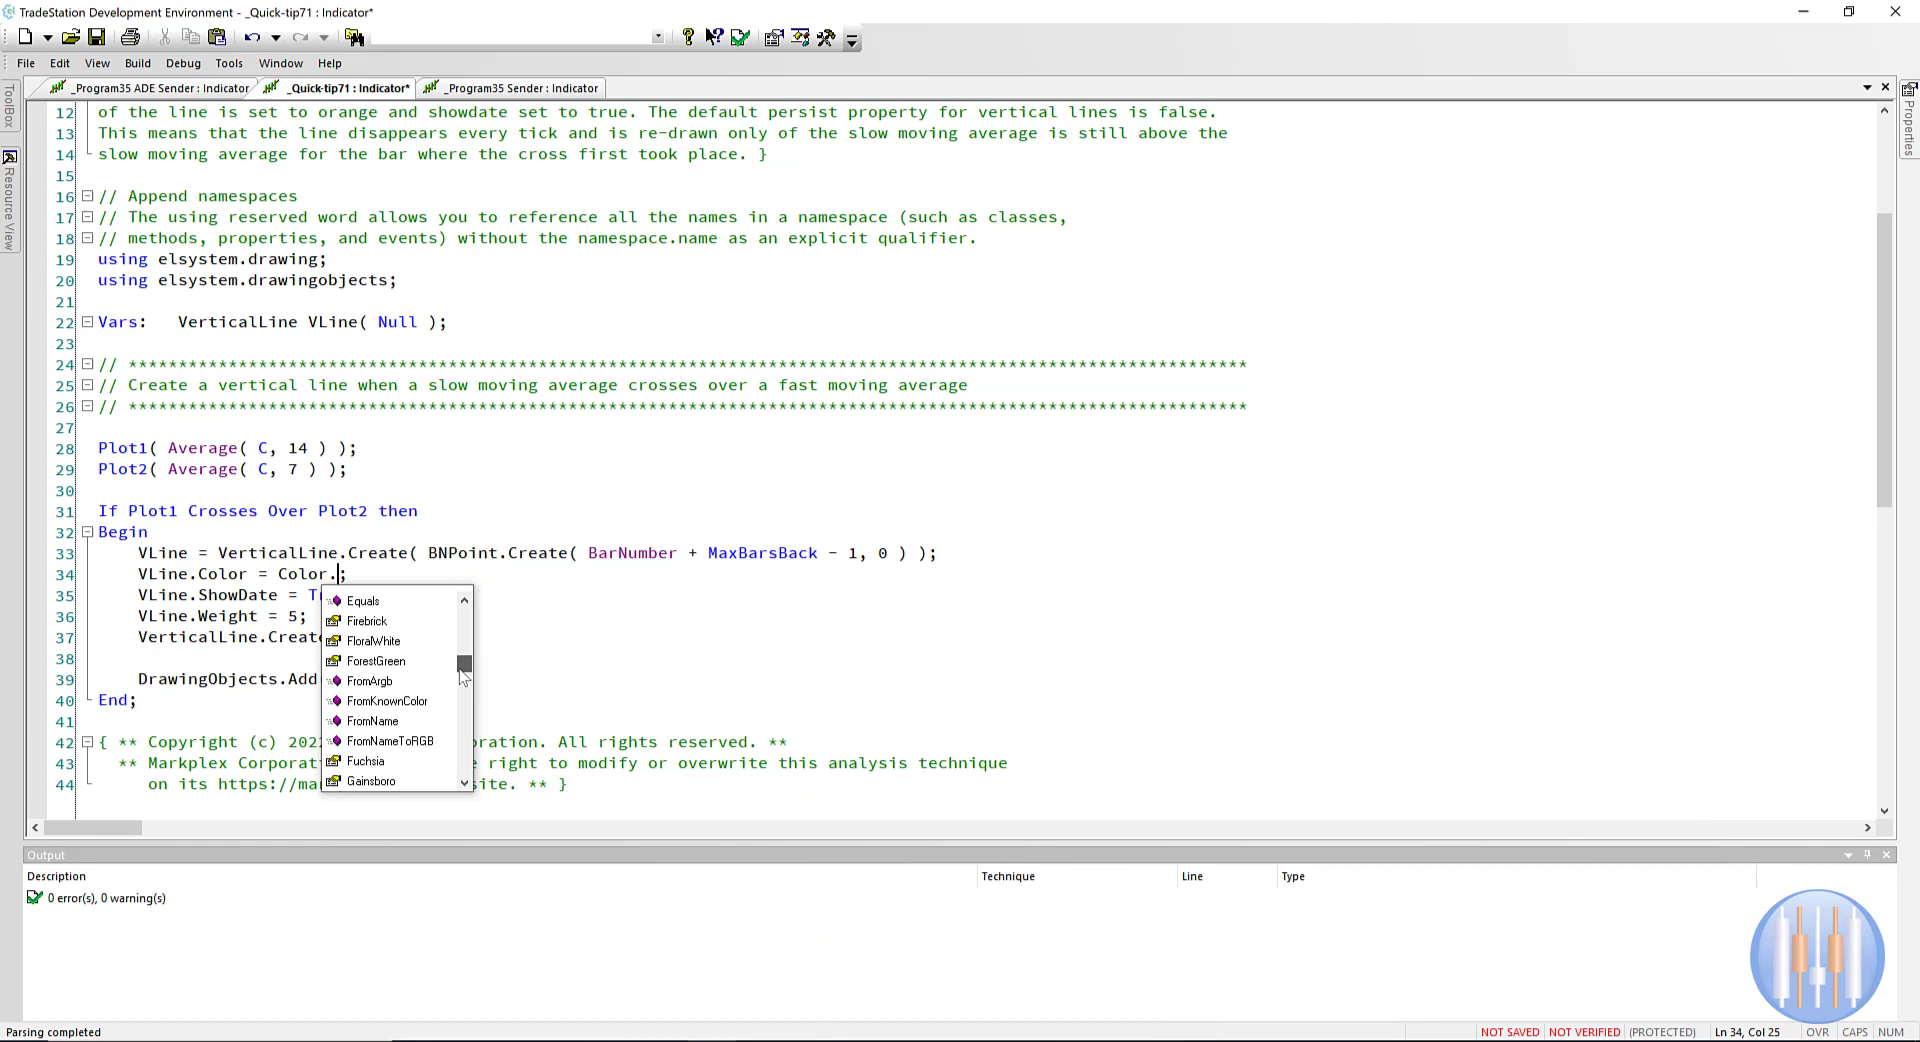 TradeStation Development Environment - _Quick-tip71 : Indicator*
File Edit View Build Debug Tools Window Help
_Program35 ADE Sender : Indicator _Quick-tip71 : Indicator* _Program35 Sender : Indicator
ToolBox
Resource View
Properties
12 of the line is set to orange and showdate set to true. The default persist property for vertical lines is false.
13 This means that the line disappears every tick and is re-drawn only of the slow moving average is still above the
14 slow moving average for the bar where the cross first took place. }
15
16 // Append namespaces
17 // The using reserved word allows you to reference all the names in a namespace (such as classes,
18 // methods, properties, and events) without the namespace.name as an explicit qualifier.
19 using elsystem.drawing;
20 using elsystem.drawingobjects;
21
22 Vars: VerticalLine VLine( Null );
23
24 // ****************************************************************************************************************
25 // Create a vertical line when a slow moving average crosses over a fast moving average
26 // ****************************************************************************************************************
27
28 Plot1( Average( C, 14 ) );
29 Plot2( Average( C, 7 ) );
30
31 If Plot1 Crosses Over Plot2 then
32 Begin
33 VLine = VerticalLine.Create( BNPoint.Create( BarNumber + MaxBarsBack - 1, 0 ) );
34 VLine.Color = Color.;
35 VLine.ShowDate = T
36 VLine.Weight = 5;
37 VerticalLine.Creat
38
39 DrawingObjects.Add
40 End;
41
42 { ** Copyright (c) 202 oration. All rights reserved. **
43 ** Markplex Corporat right to modify or overwrite this analysis technique
44 on its https://ma site. ** }
Equals
Firebrick
FloralWhite
ForestGreen
FromArgb
FromKnownColor
FromName
FromNameToRGB
Fuchsia
Gainsboro
Output
Description Technique Line Type
0 error(s), 0 warning(s)
Parsing completed NOT SAVED NOT VERIFIED (PROTECTED) Ln 34, Col 25 OVR CAPS NUM